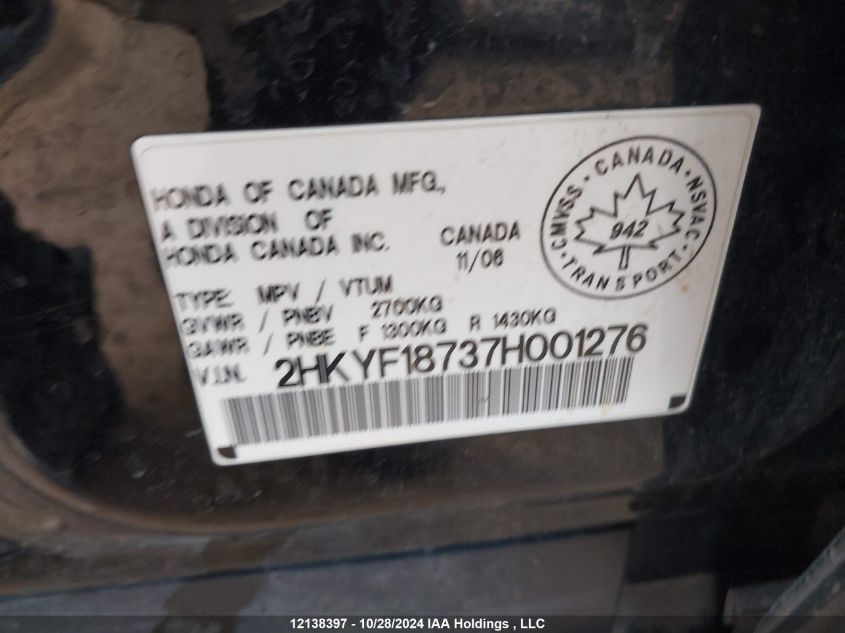 HONDA OF CANADA MFG.,
A DIVISION OF
HONDA CANADA INC.
CANADA
11/06
TYPE MPV / VTUM
GVWR / PNBV 2700KG
GAWR / PNBE F 1300KG R 1430KG
V.I.N. 2HKYF18737H001276
CMVSS · CANADA · NSVAC · TRANSPORT ·
942
12138397 - 10/28/2024 IAA Holdings , LLC